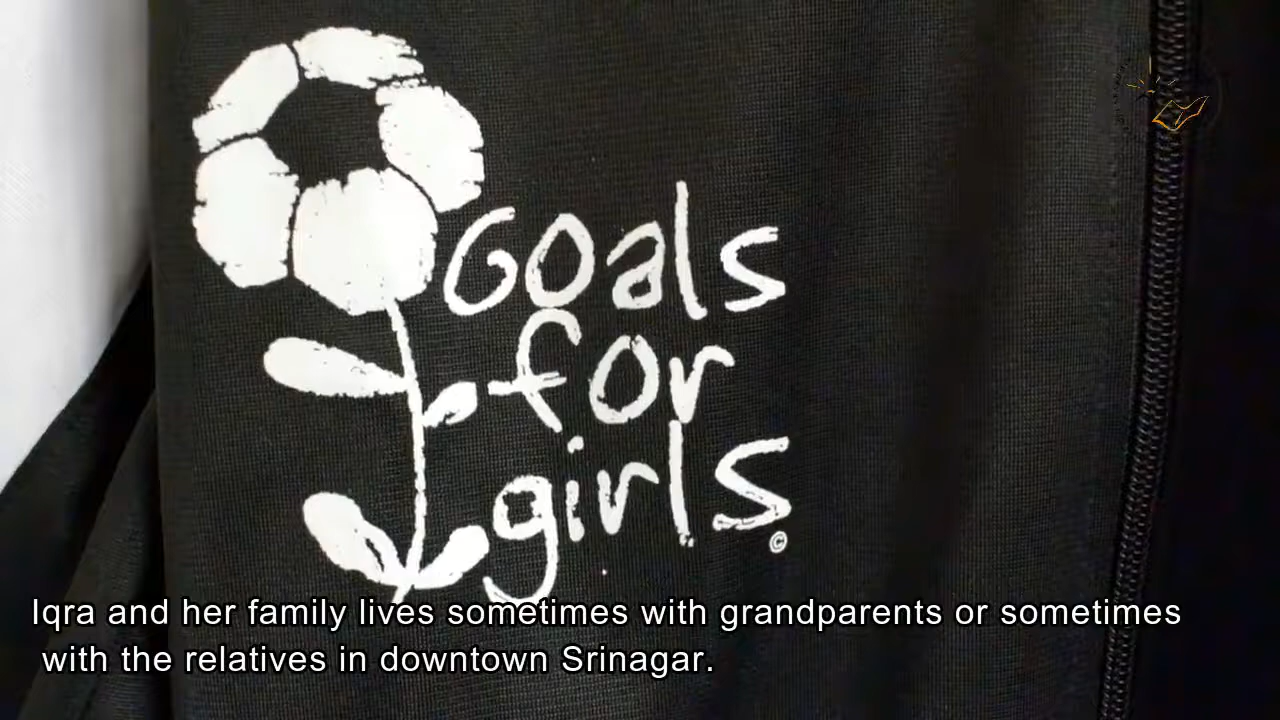 Goals
for
girls
©
Iqra and her family lives sometimes with grandparents or sometimes
with the relatives in downtown Srinagar.